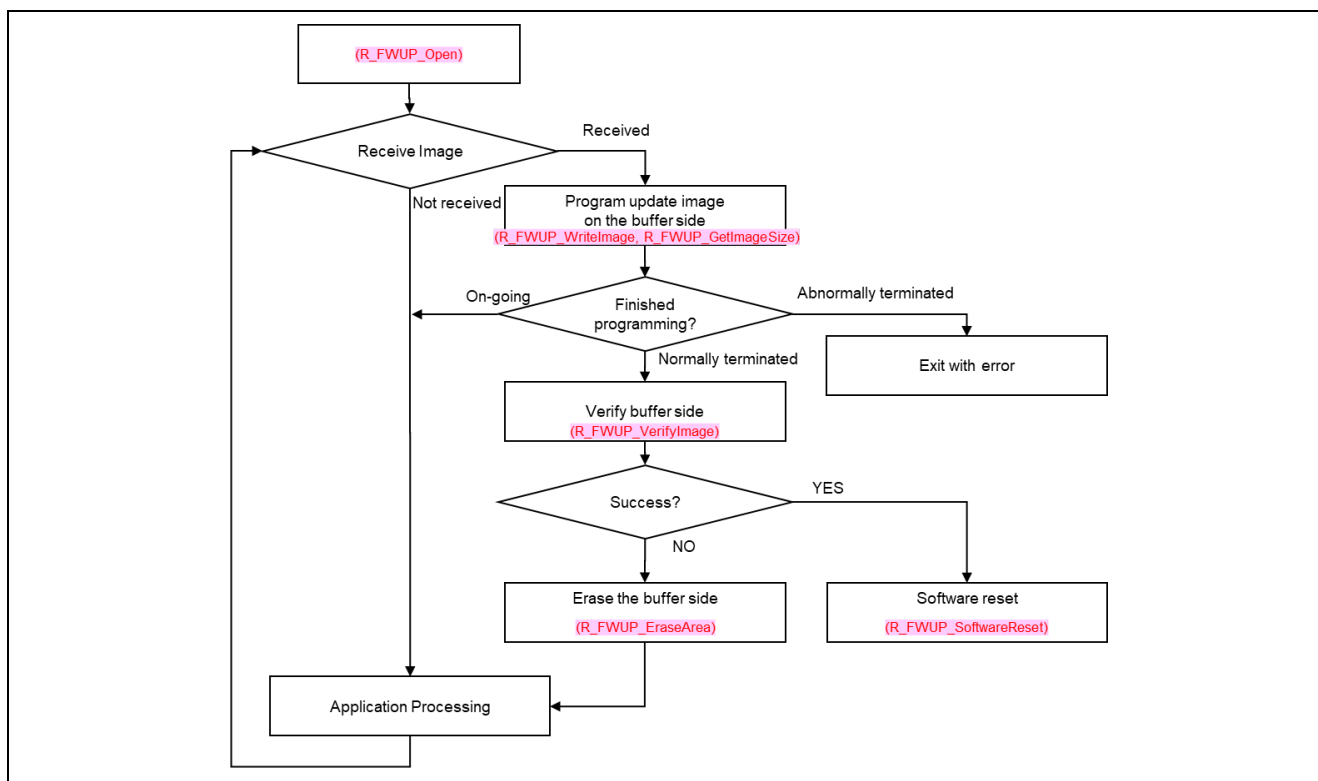 (R_FWUP_Open)
Receive Image
Received
Not received
Program update image
on the buffer side
(R_FWUP_WriteImage, R_FWUP_GetImageSize)
On-going
Finished
programming?
Abnormally terminated
Exit with error
Normally terminated
Verify buffer side
(R_FWUP_VerifyImage)
Success?
YES
NO
Erase the buffer side
(R_FWUP_EraseArea)
Software reset
(R_FWUP_SoftwareReset)
Application Processing